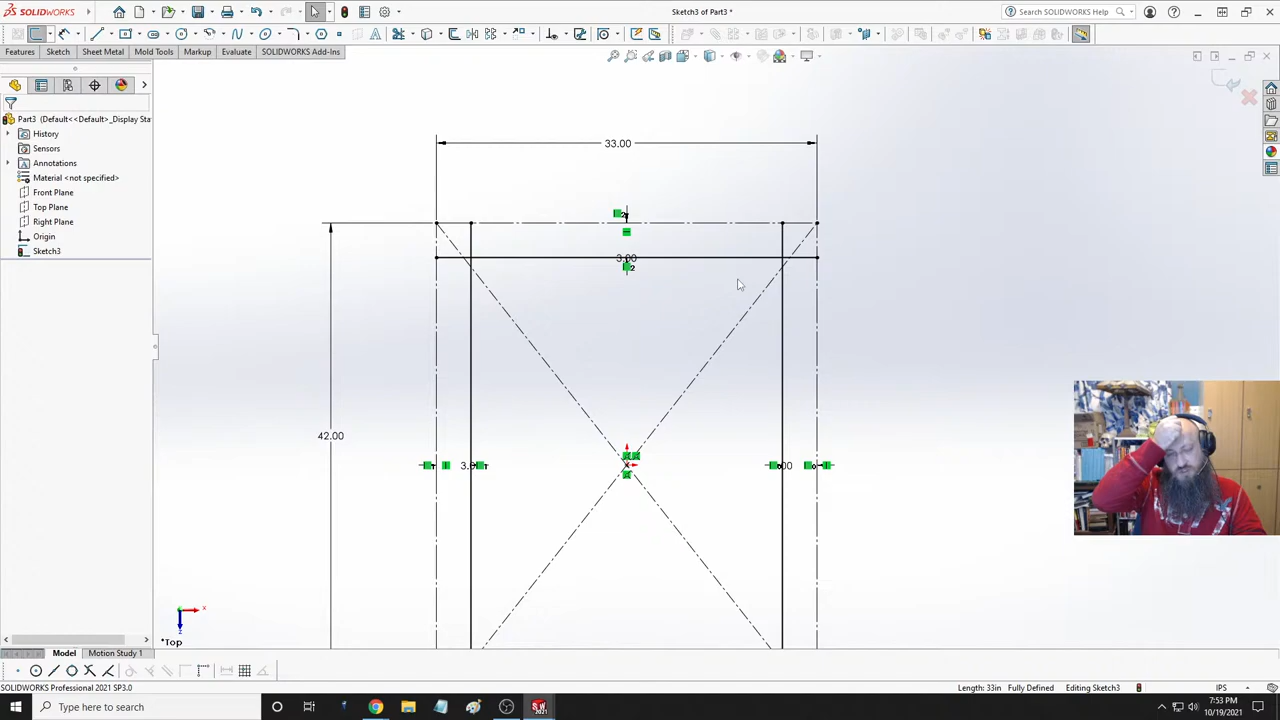 SOLIDWORKS
Sketch3 of Part3 *
Search SOLIDWORKS Help
Features
Sketch
Sheet Metal
Mold Tools
Markup
Evaluate
SOLIDWORKS Add-Ins
Part3 (Default<<Default>_Display Sta
History
Sensors
Annotations
Material <not specified>
Front Plane
Top Plane
Right Plane
Origin
Sketch3
33.00
3.00
42.00
*Top
Model
Motion Study 1
SOLIDWORKS Professional 2021 SP3.0
Length: 33in
Fully Defined
Editing Sketch3
IPS
Type here to search
7:53 PM
10/19/2021